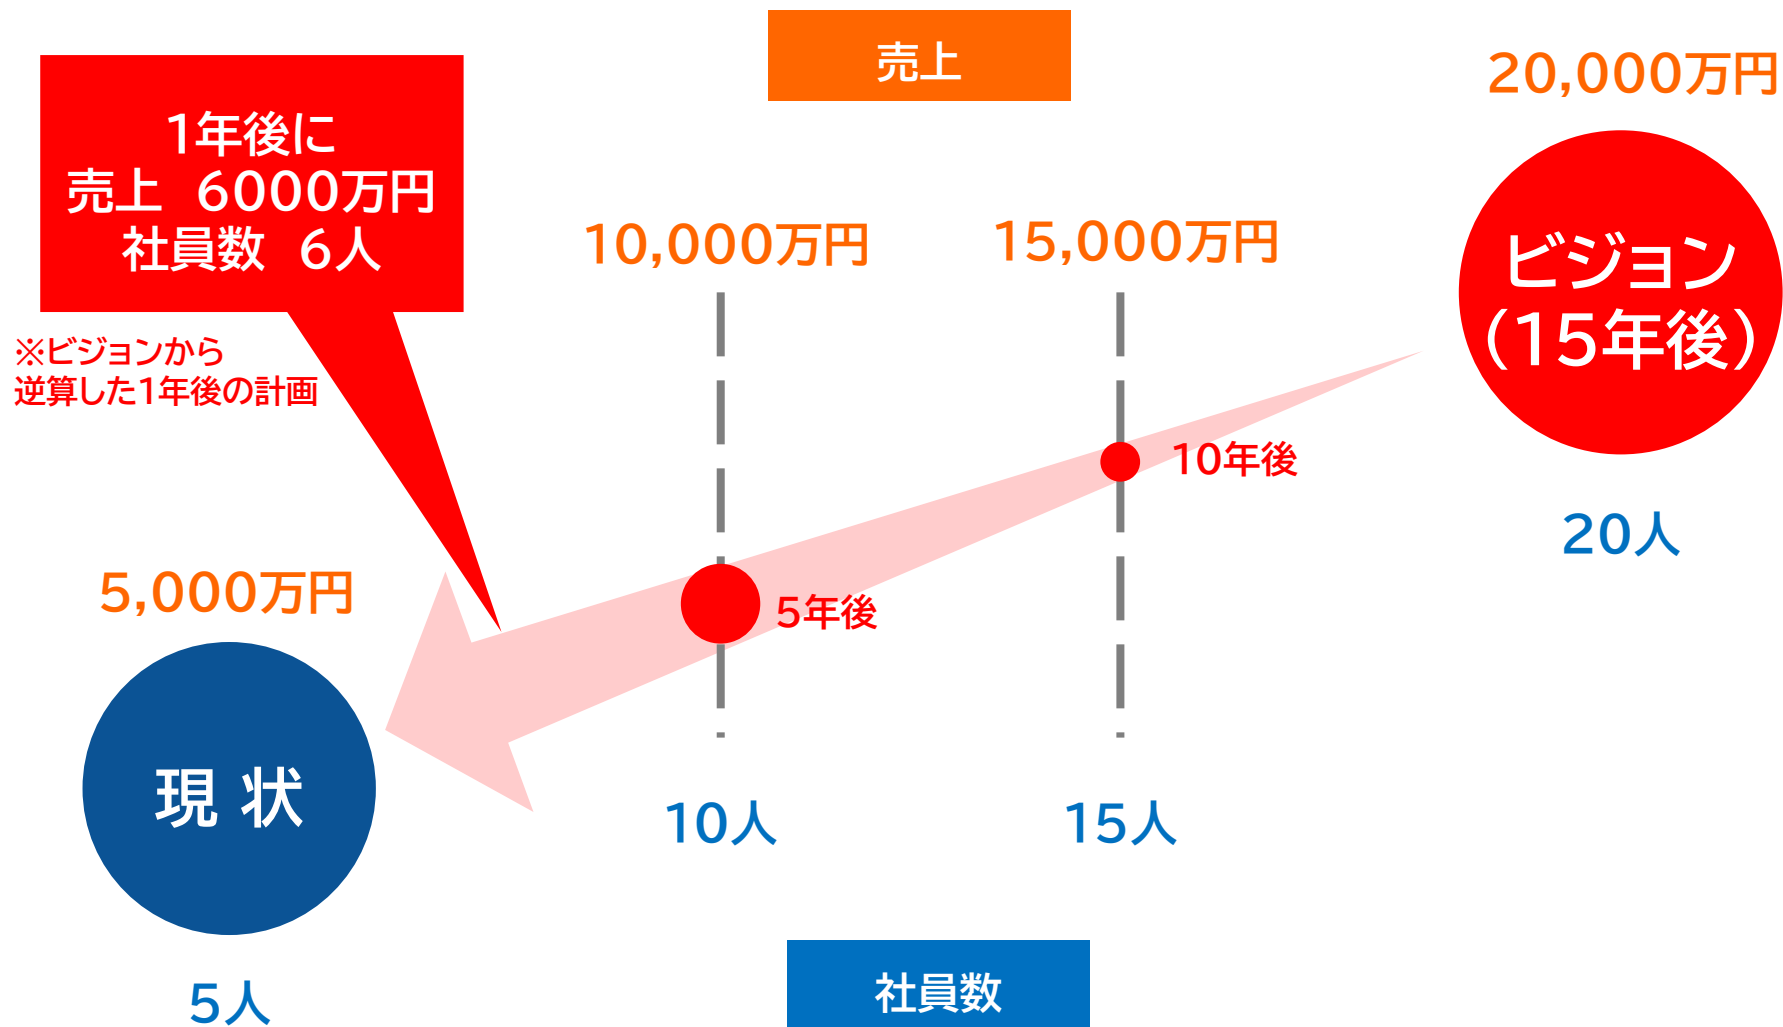 売上
20,000万円
1年後に
売上　6000万円
社員数　6人
10,000万円
15,000万円
ビジョン
（15年後）
※ビジョンから
逆算した1年後の計画
10年後
20人
5,000万円
5年後
現 状
10人
15人
社員数
5人